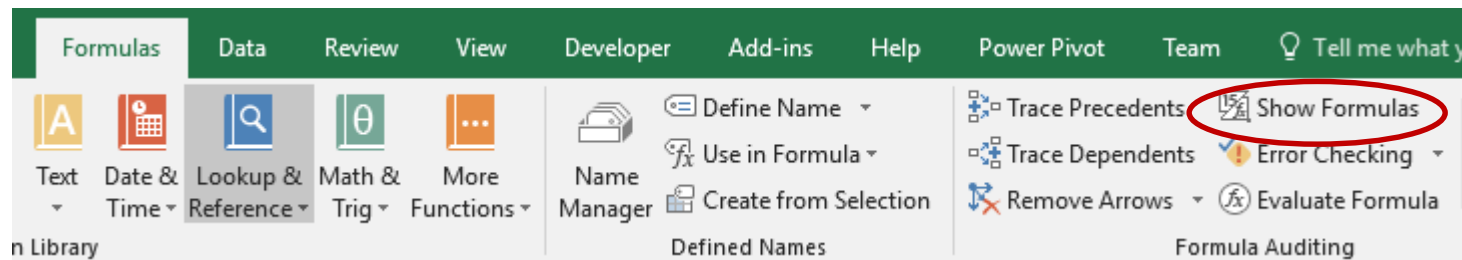 Formulas Data Review View Developer Add-ins Help Power Pivot Team Tell me what y
A θ Define Name Trace Precedents Show Formulas
Text Date & Lookup & Math & More Name fx Use in Formula Trace Dependents Error Checking
Time Reference Trig Functions Manager Create from Selection Remove Arrows fx Evaluate Formula
n Library Defined Names Formula Auditing